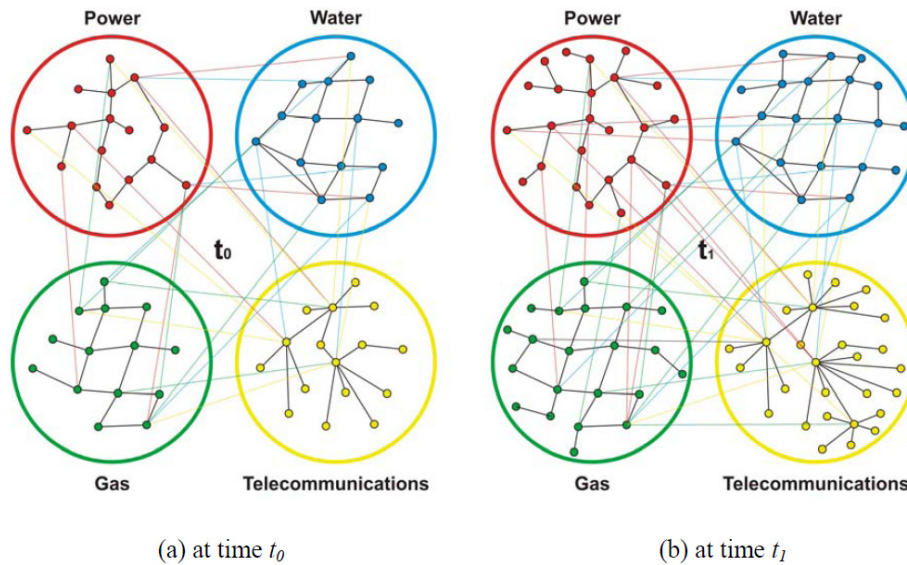 Power Water
t0
Gas Telecommunications
Power Water
t1
Gas Telecommunications
(a) at time t0
(b) at time t1